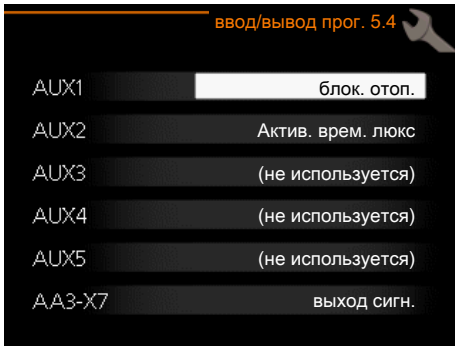 ввод/вывод прог. 5.4
AUX1 блок. отоп.
AUX2 Актив. врем. люкс
AUX3 (не используется)
AUX4 (не используется)
AUX5 (не используется)
AA3-X7 выход сигн.